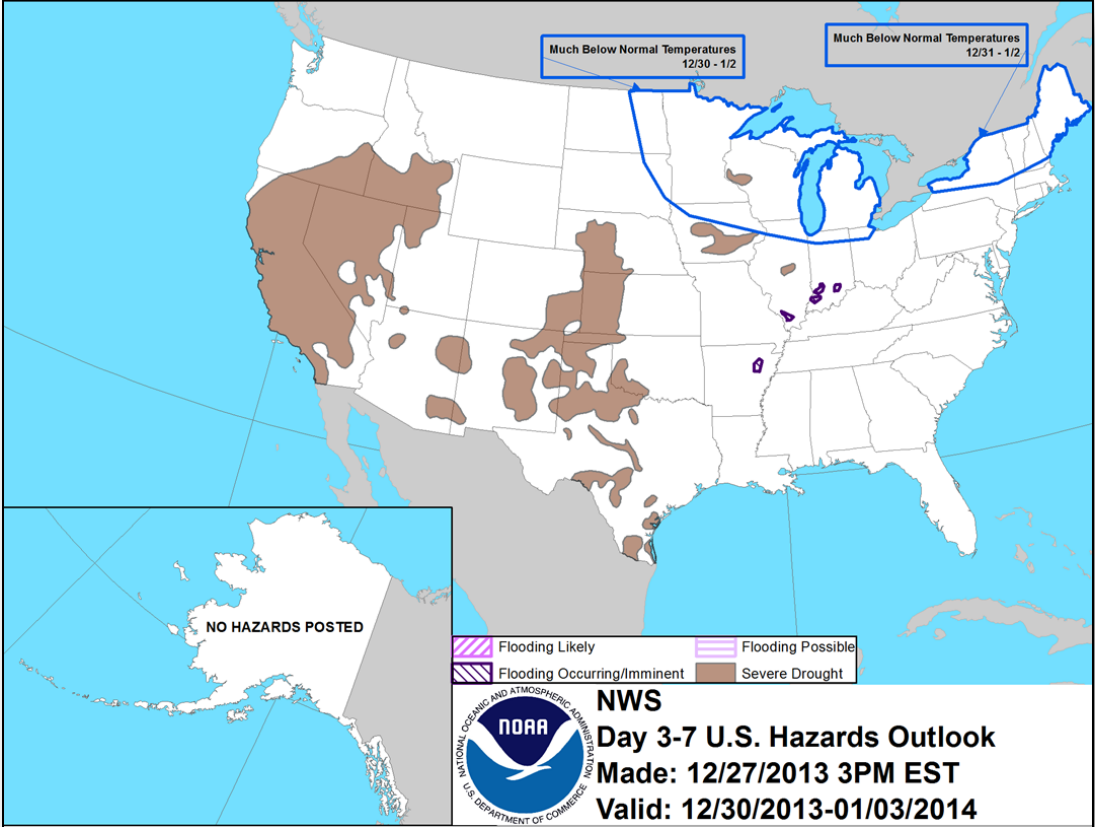 Much Below Normal Temperatures
12/30 - 1/2
Much Below Normal Temperatures
12/31 - 1/2
NO HAZARDS POSTED
Flooding Likely
Flooding Possible
Flooding Occurring/Imminent
Severe Drought
NATIONAL OCEANIC AND ATMOSPHERIC ADMINISTRATION
NOAA
U.S. DEPARTMENT OF COMMERCE
NWS
Day 3-7 U.S. Hazards Outlook
Made: 12/27/2013 3PM EST
Valid: 12/30/2013-01/03/2014